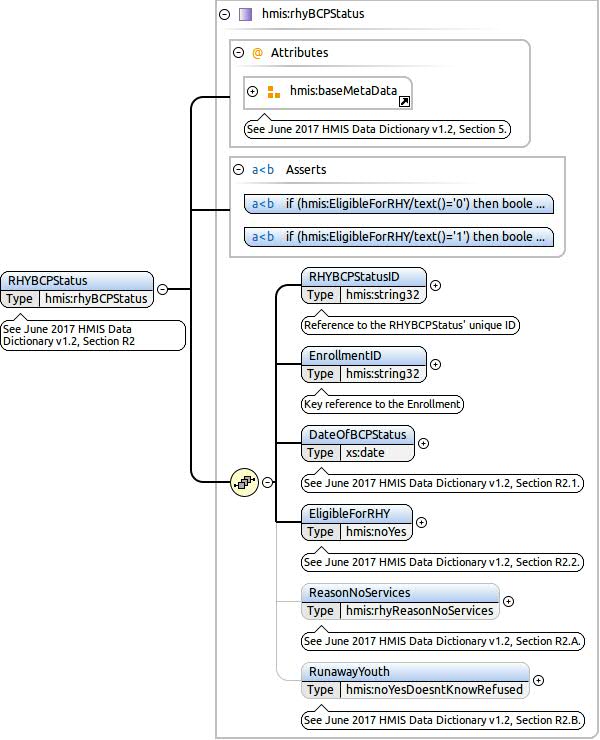 hmis:rhyBCPStatus
@ Attributes
hmis:baseMetaData
See June 2017 HMIS Data Dictionary v1.2, Section 5.
a<b Asserts
a<b if (hmis:EligibleForRHY/text()='0') then boole ...
a<b if (hmis:EligibleForRHY/text()='1') then boole ...
RHYBCPStatus
Type hmis:rhyBCPStatus
See June 2017 HMIS Data
Dictionary v1.2, Section R2
RHYBCPStatusID
Type hmis:string32
Reference to the RHYBCPStatus' unique ID
EnrollmentID
Type hmis:string32
Key reference to the Enrollment
DateOfBCPStatus
Type xs:date
See June 2017 HMIS Data Dictionary v1.2, Section R2.1.
EligibleForRHY
Type hmis:noYes
See June 2017 HMIS Data Dictionary v1.2, Section R2.2.
ReasonNoServices
Type hmis:rhyReasonNoServices
See June 2017 HMIS Data Dictionary v1.2, Section R2.A.
RunawayYouth
Type hmis:noYesDoesntKnowRefused
See June 2017 HMIS Data Dictionary v1.2, Section R2.B.